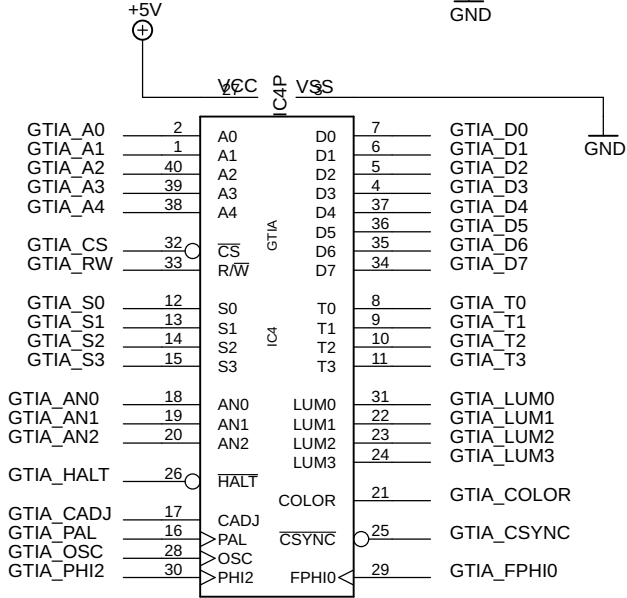 +5V
GND
VCC
27
IC4P
VSS
3
GND
GTIA_A0 2 A0 D0 7 GTIA_D0
GTIA_A1 1 A1 D1 6 GTIA_D1
GTIA_A2 40 A2 D2 5 GTIA_D2
GTIA_A3 39 A3 D3 4 GTIA_D3
GTIA_A4 38 A4 D4 37 GTIA_D4
D5 36 GTIA_D5
GTIA_CS 32 CS D6 35 GTIA_D6
GTIA_RW 33 R/W D7 34 GTIA_D7
GTIA
GTIA_S0 12 S0 T0 8 GTIA_T0
GTIA_S1 13 S1 T1 9 GTIA_T1
GTIA_S2 14 S2 T2 10 GTIA_T2
GTIA_S3 15 S3 T3 11 GTIA_T3
IC4
GTIA_AN0 18 AN0 LUM0 31 GTIA_LUM0
GTIA_AN1 19 AN1 LUM1 22 GTIA_LUM1
GTIA_AN2 20 AN2 LUM2 23 GTIA_LUM2
LUM3 24 GTIA_LUM3
GTIA_HALT 26 HALT
COLOR 21 GTIA_COLOR
GTIA_CADJ 17 CADJ
GTIA_PAL 16 PAL CSYNC 25 GTIA_CSYNC
GTIA_OSC 28 OSC
GTIA_PHI2 30 PHI2 FPHI0 29 GTIA_FPHI0